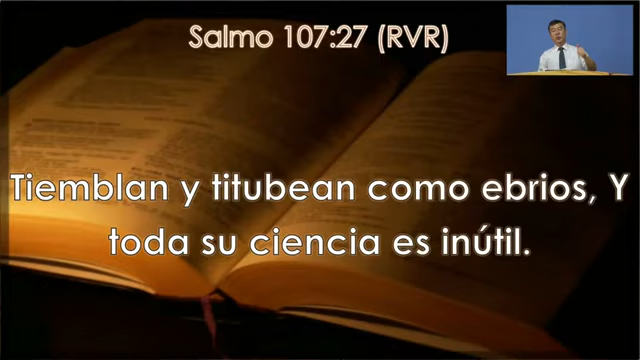 Salmo 107:27 (RVR)
Tiemblan y titubean como ebrios, Y
toda su ciencia es inútil.